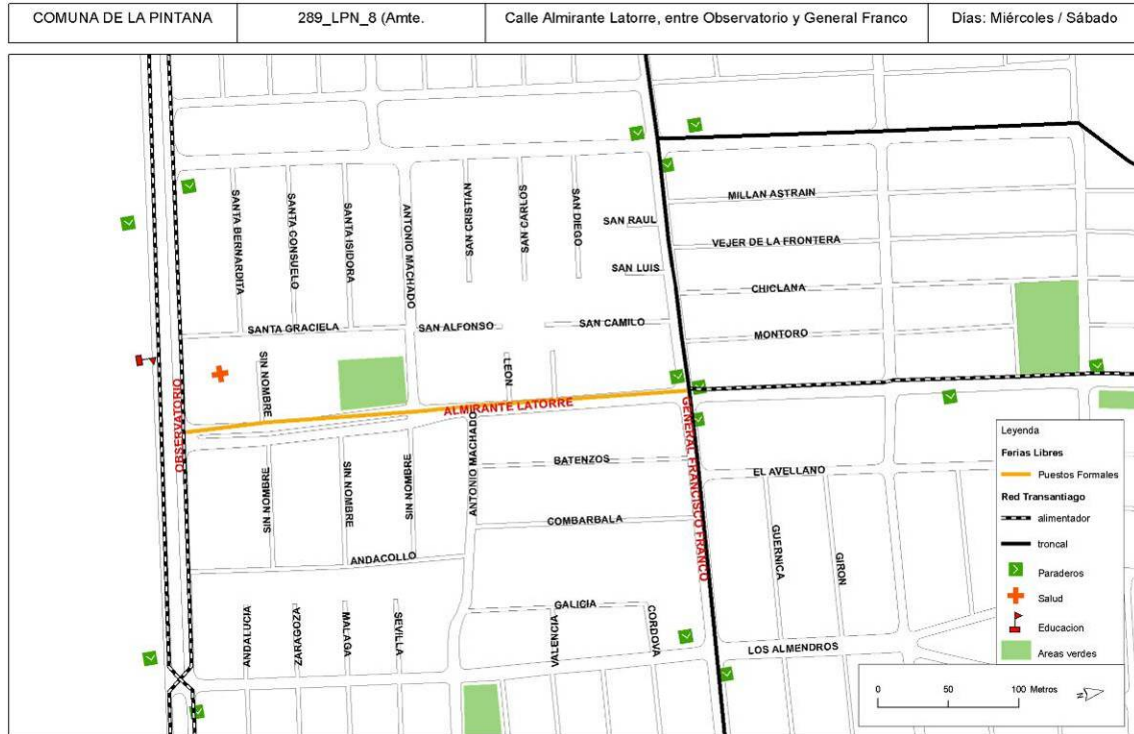 COMUNA DE LA PINTANA
289_LPN_8 (Amte.
Calle Almirante Latorre, entre Observatorio y General Franco
Días: Miércoles / Sábado
SANTA BERNARDITA
SANTA CONSUELO
SANTA ISIDORA
ANTONIO MACHADO
SAN CRISTIAN
SAN CARLOS
SAN DIEGO
SAN RAUL
SAN LUIS
MILLAN ASTRAIN
VEJER DE LA FRONTERA
CHICLANA
MONTORO
SANTA GRACIELA
SAN ALFONSO
SAN CAMILO
SIN NOMBRE
LEON
OBSERVATORIO
ALMIRANTE LATORRE
GENERAL FRANCISCO FRANCO
SIN NOMBRE
SIN NOMBRE
SIN NOMBRE
ANTONIO MACHADO
BATENZOS
COMBARBALA
EL AVELLANO
GUERNICA
GIRON
ANDACOLLO
ANDALUCIA
ZARAGOZA
MALAGA
SEVILLA
GALICIA
VALENCIA
CORDOVA
LOS ALMENDROS
Leyenda
Ferias Libres
Puestos Formales
Red Transantiago
alimentador
troncal
Paraderos
Salud
Educacion
Areas verdes
0 50 100 Metros
N